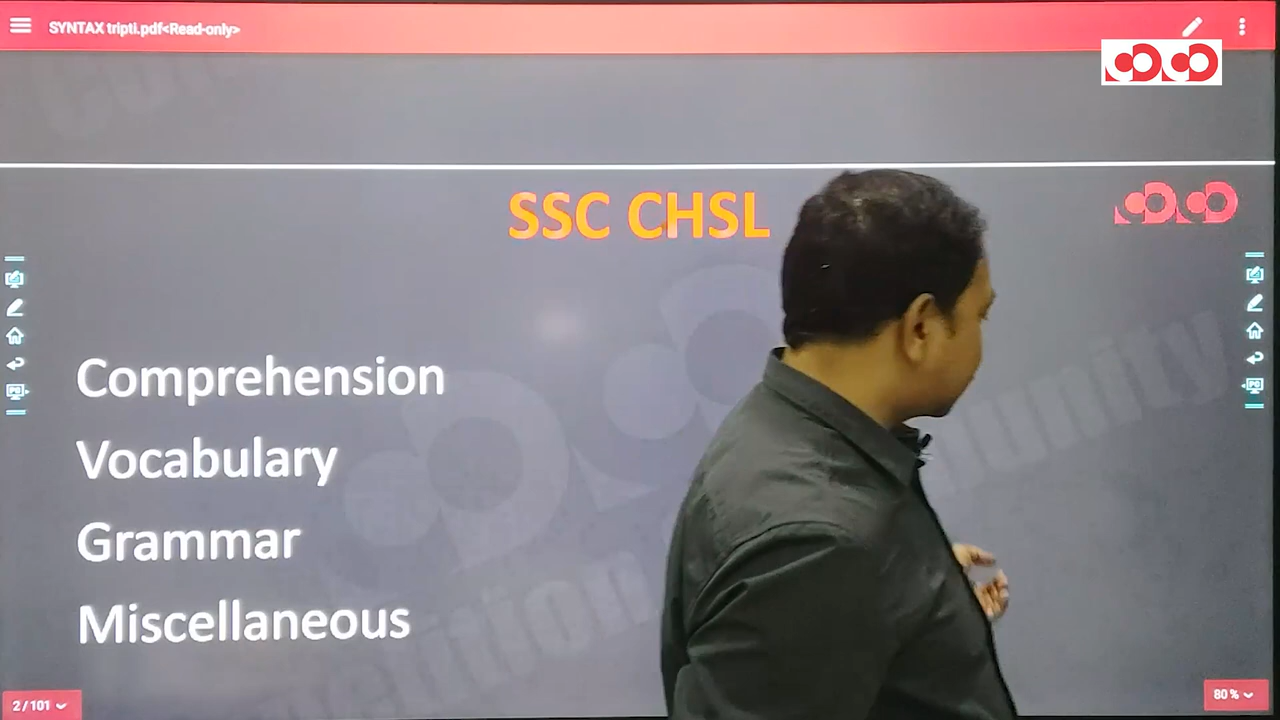 SYNTAX tripti.pdf<Read-only>
SSC CHSL
Comprehension
Vocabulary
Grammar
Miscellaneous
2 / 101
80 %